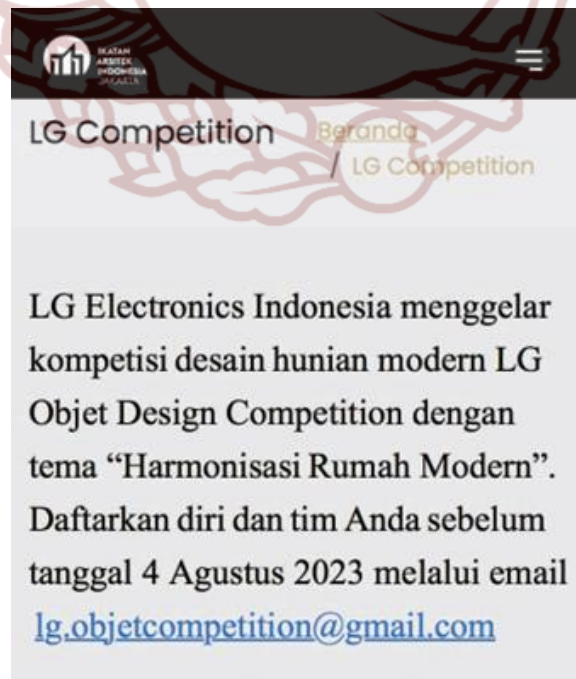 IKATAN
ARSITEK
INDONESIA
JAKARTA
LG Competition
Beranda
/ LG Competition
LG Electronics Indonesia menggelar
kompetisi desain hunian modern LG
Objet Design Competition dengan
tema “Harmonisasi Rumah Modern”.
Daftarkan diri dan tim Anda sebelum
tanggal 4 Agustus 2023 melalui email
lg.objetcompetition@gmail.com